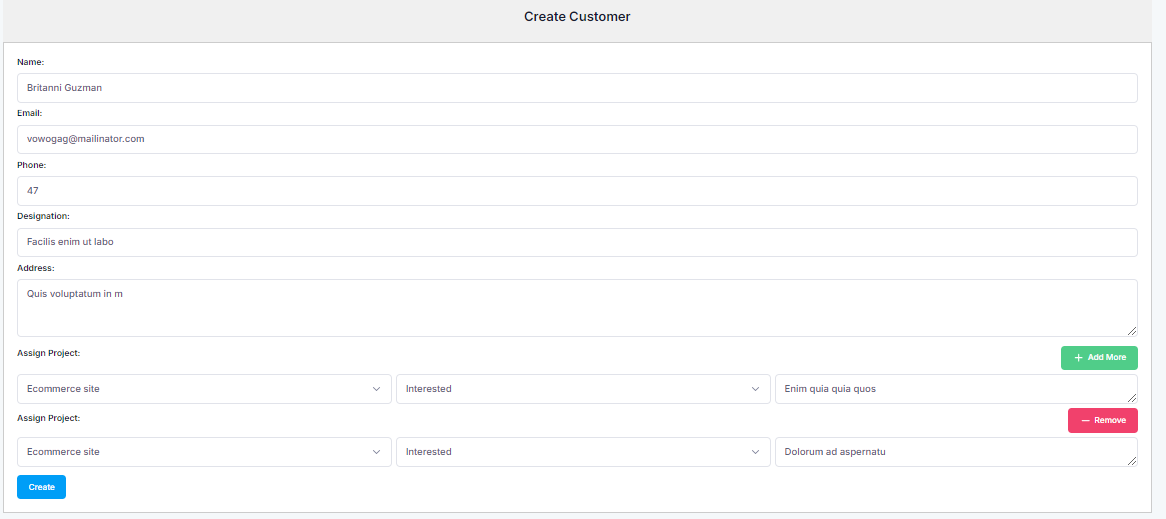 Create Customer
Name:
Britanni Guzman
Email:
vowogag@mailinator.com
Phone:
47
Designation:
Facilis enim ut labo
Address:
Quis voluptatum in m
Assign Project:
+ Add More
Ecommerce site
Interested
Enim quia quia quos
Assign Project:
− Remove
Ecommerce site
Interested
Dolorum ad aspernatu
Create